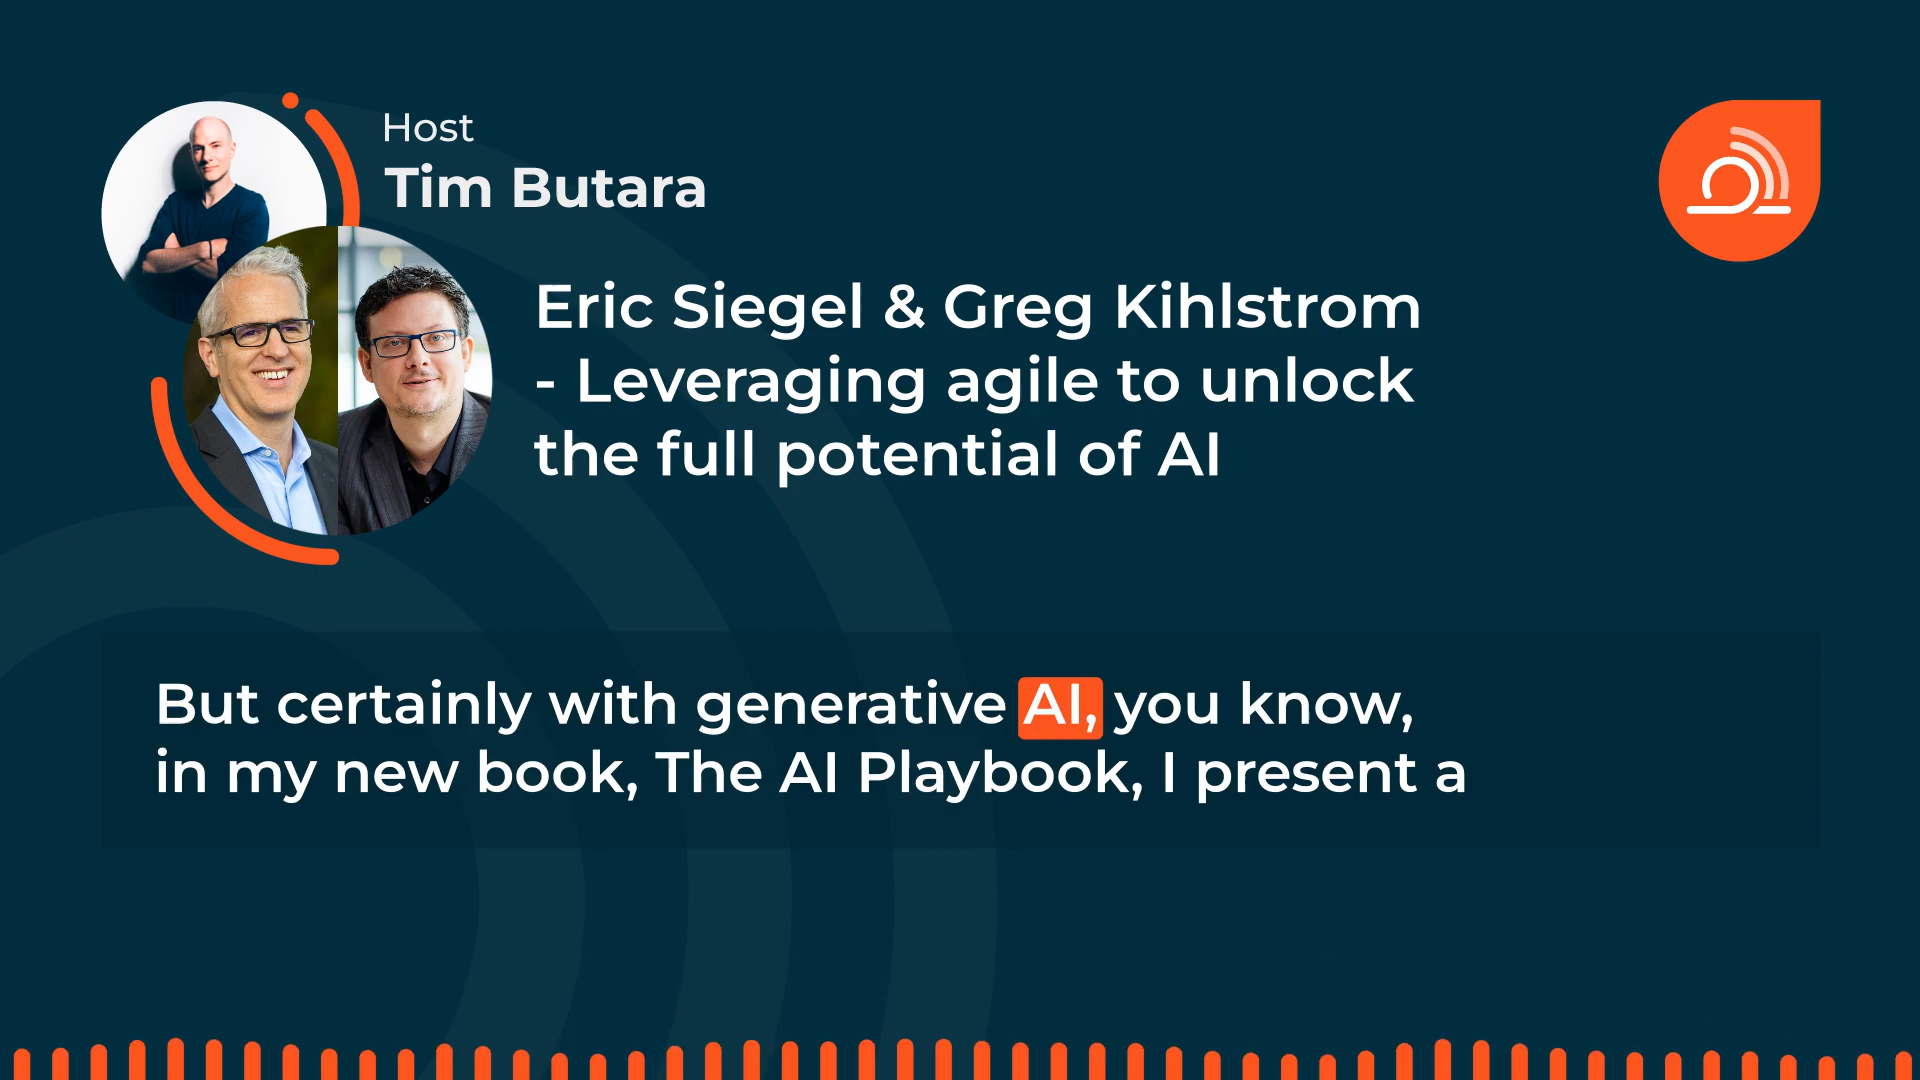 Host
Tim Butara
Eric Siegel & Greg Kihlstrom
- Leveraging agile to unlock
the full potential of AI
But certainly with generative AI, you know,
in my new book, The AI Playbook, I present a